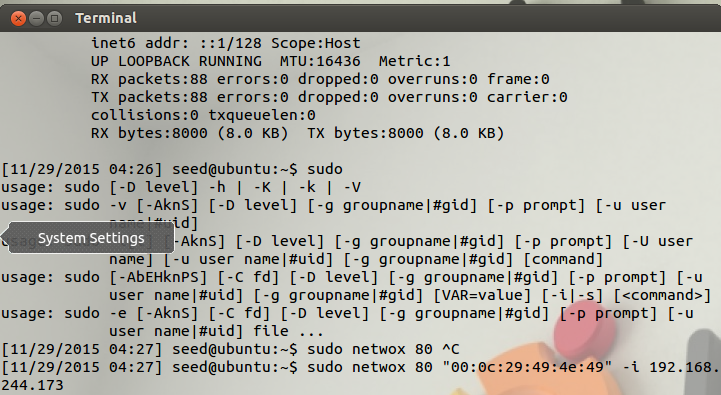 Terminal
inet6 addr: ::1/128 Scope:Host
UP LOOPBACK RUNNING  MTU:16436  Metric:1
RX packets:88 errors:0 dropped:0 overruns:0 frame:0
TX packets:88 errors:0 dropped:0 overruns:0 carrier:0
collisions:0 txqueuelen:0
RX bytes:8000 (8.0 KB)  TX bytes:8000 (8.0 KB)
[11/29/2015 04:26] seed@ubuntu:~$ sudo
usage: sudo [-D level] -h | -K | -k | -V
usage: sudo -v [-AknS] [-D level] [-g groupname|#gid] [-p prompt] [-u user
name|#uid]
System Settings
[-AknS] [-D level] [-g groupname|#gid] [-p prompt] [-U user
name] [-u user name|#uid] [-g groupname|#gid] [command]
usage: sudo [-AbEHknPS] [-C fd] [-D level] [-g groupname|#gid] [-p prompt] [-u
user name|#uid] [-g groupname|#gid] [VAR=value] [-i|-s] [<command>]
usage: sudo -e [-AknS] [-C fd] [-D level] [-g groupname|#gid] [-p prompt] [-u
user name|#uid] file ...
[11/29/2015 04:27] seed@ubuntu:~$ sudo netwox 80 ^C
[11/29/2015 04:27] seed@ubuntu:~$ sudo netwox 80 "00:0c:29:49:4e:49" -i 192.168.
244.173